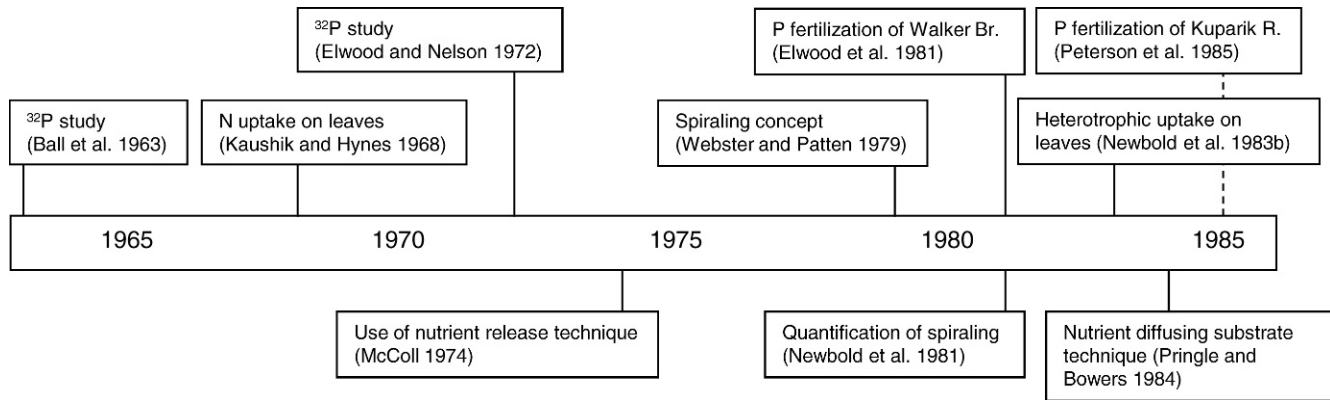 ³²P study
(Elwood and Nelson 1972)
P fertilization of Walker Br.
(Elwood et al. 1981)
P fertilization of Kuparik R.
(Peterson et al. 1985)
³²P study
(Ball et al. 1963)
N uptake on leaves
(Kaushik and Hynes 1968)
Spiraling concept
(Webster and Patten 1979)
Heterotrophic uptake on
leaves (Newbold et al. 1983b)
1965 1970 1975 1980 1985
Use of nutrient release technique
(McColl 1974)
Quantification of spiraling
(Newbold et al. 1981)
Nutrient diffusing substrate
technique (Pringle and
Bowers 1984)